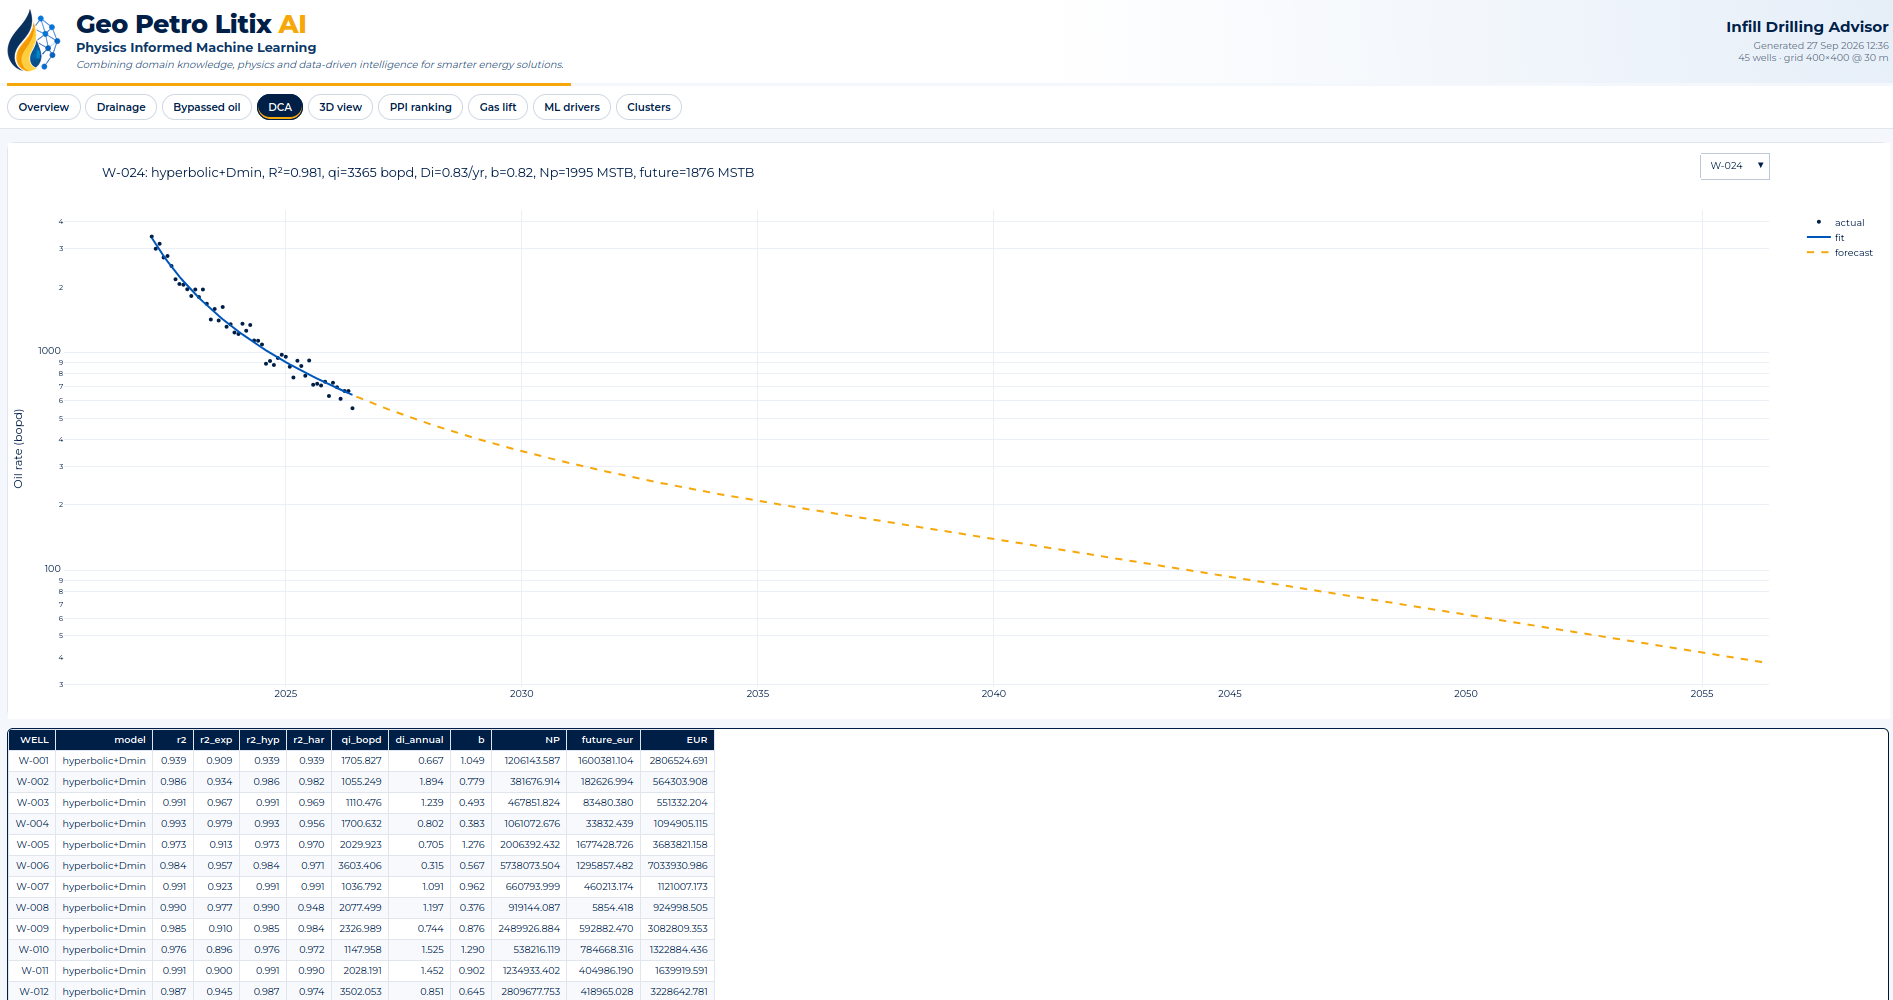 Geo Petro Litix AI
Physics Informed Machine Learning
Combining domain knowledge, physics and data-driven intelligence for smarter energy solutions.
Infill Drilling Advisor
Generated 27 Sep 2026 12:36
45 wells · grid 400×400 @ 30 m
Overview Drainage Bypassed oil DCA 3D view PPI ranking Gas lift ML drivers Clusters
W-024: hyperbolic+Dmin, R²=0.981, qi=3365 bopd, Di=0.83/yr, b=0.82, Np=1995 MSTB, future=1876 MSTB
W-024 ▼
actual
fit
forecast
Oil rate (bopd)
4
3
2
1000
9
8
7
6
5
4
3
2
100
9
8
7
6
5
4
3
2025 2030 2035 2040 2045 2050 2055
WELL model r2 r2_exp r2_hyp r2_har qi_bopd di_annual b NP future_eur EUR
W-001 hyperbolic+Dmin 0.939 0.909 0.939 0.939 1705.827 0.667 1.049 1206143.587 1600381.104 2806524.691
W-002 hyperbolic+Dmin 0.986 0.934 0.986 0.982 1055.249 1.894 0.779 381676.914 182626.994 564303.908
W-003 hyperbolic+Dmin 0.991 0.967 0.991 0.969 1110.476 1.239 0.493 467851.824 83480.380 551332.204
W-004 hyperbolic+Dmin 0.993 0.979 0.993 0.956 1700.632 0.802 0.383 1061072.676 33832.439 1094905.115
W-005 hyperbolic+Dmin 0.973 0.913 0.973 0.970 2029.923 0.705 1.276 2006392.432 1677428.726 3683821.158
W-006 hyperbolic+Dmin 0.984 0.957 0.984 0.971 3603.406 0.315 0.567 5738073.504 1295857.482 7033930.986
W-007 hyperbolic+Dmin 0.991 0.923 0.991 0.991 1036.792 1.091 0.962 660793.999 460213.174 1121007.173
W-008 hyperbolic+Dmin 0.990 0.977 0.990 0.948 2077.499 1.197 0.376 919144.087 5854.418 924998.505
W-009 hyperbolic+Dmin 0.985 0.910 0.985 0.984 2326.989 0.744 0.876 2489926.884 592882.470 3082809.353
W-010 hyperbolic+Dmin 0.976 0.896 0.976 0.972 1147.958 1.525 1.290 538216.119 784668.316 1322884.436
W-011 hyperbolic+Dmin 0.991 0.900 0.991 0.990 2028.191 1.452 0.902 1234933.402 404986.190 1639919.591
W-012 hyperbolic+Dmin 0.987 0.945 0.987 0.974 3502.053 0.851 0.645 2809677.753 418965.028 3228642.781